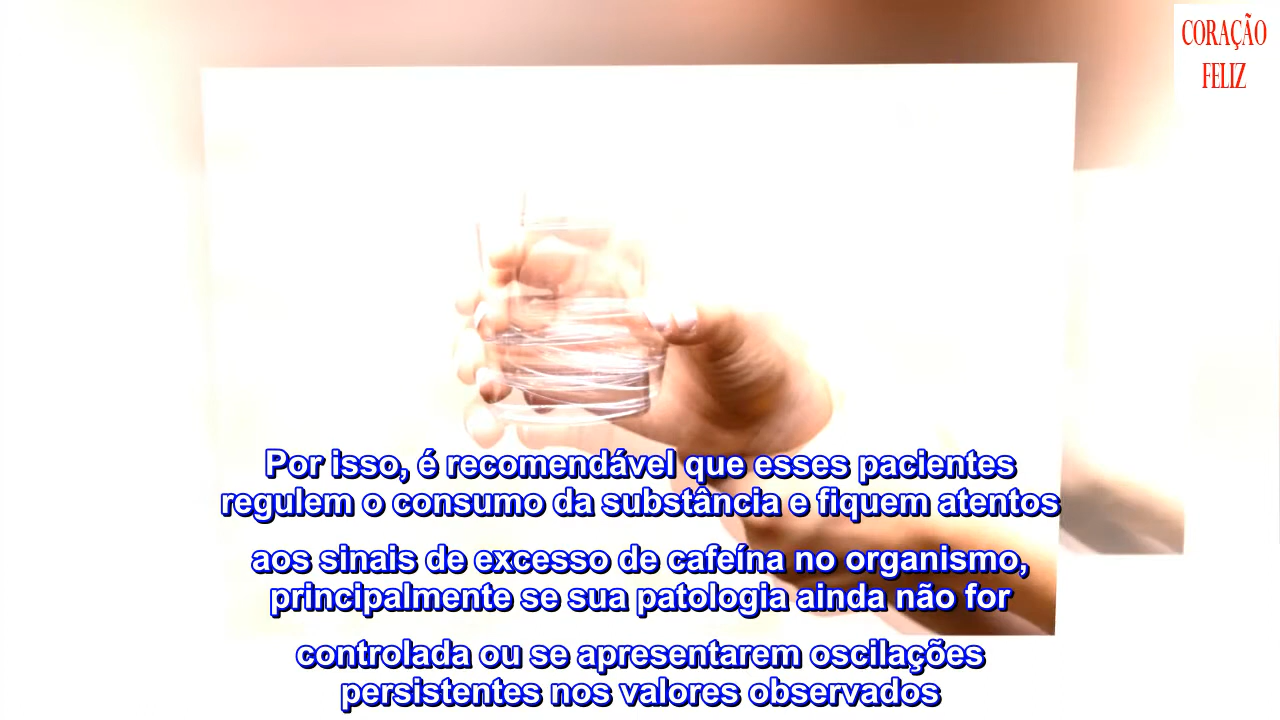 CORAÇÃO
FELIZ
Por isso, é recomendável que esses pacientes
regulem o consumo da substância e fiquem atentos
aos sinais de excesso de cafeína no organismo,
principalmente se sua patologia ainda não for
controlada ou se apresentarem oscilações
persistentes nos valores observados